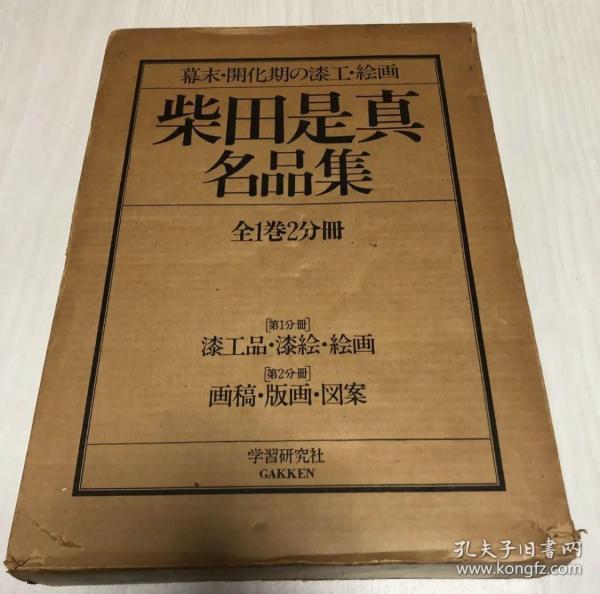 幕末・開化期の漆工・絵画
柴田是真
名品集
全1巻2分冊
[第1分冊]
漆工品・漆絵・絵画
[第2分冊]
画稿・版画・図案
学習研究社
GAKKEN
孔夫子旧书网
www.kongfz.com